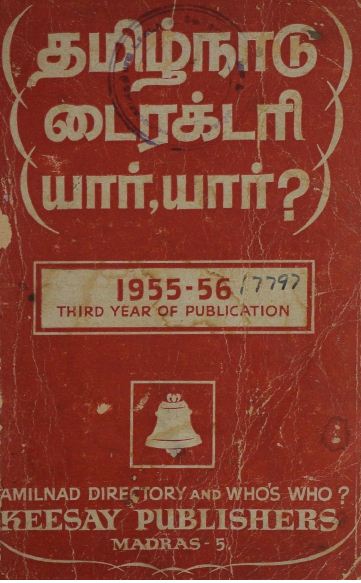 தமிழ்நாடு
டைரக்டரி
யார், யார்?
1955-56 17797
THIRD YEAR OF PUBLICATION
AMILNAD DIRECTORY AND WHO'S WHO?
KEESAY PUBLISHERS
MADRAS-5.